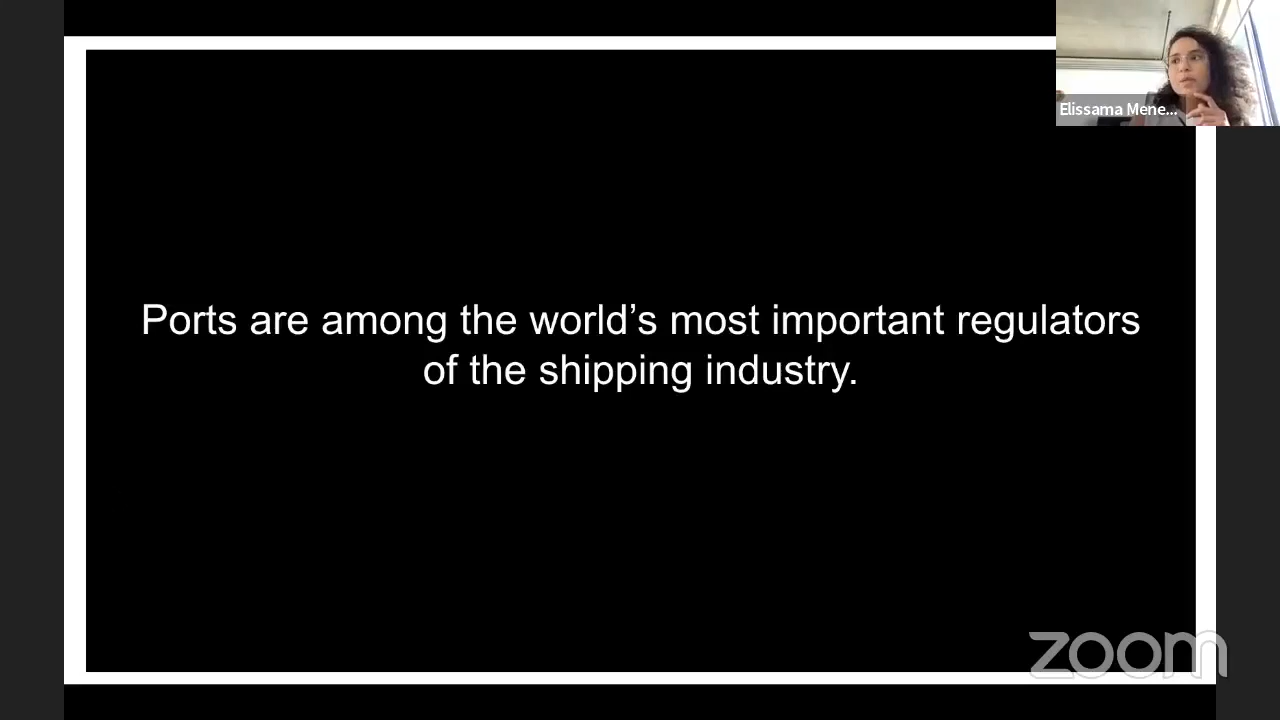 Elissama Mene...
Ports are among the world’s most important regulators
of the shipping industry.
zoom